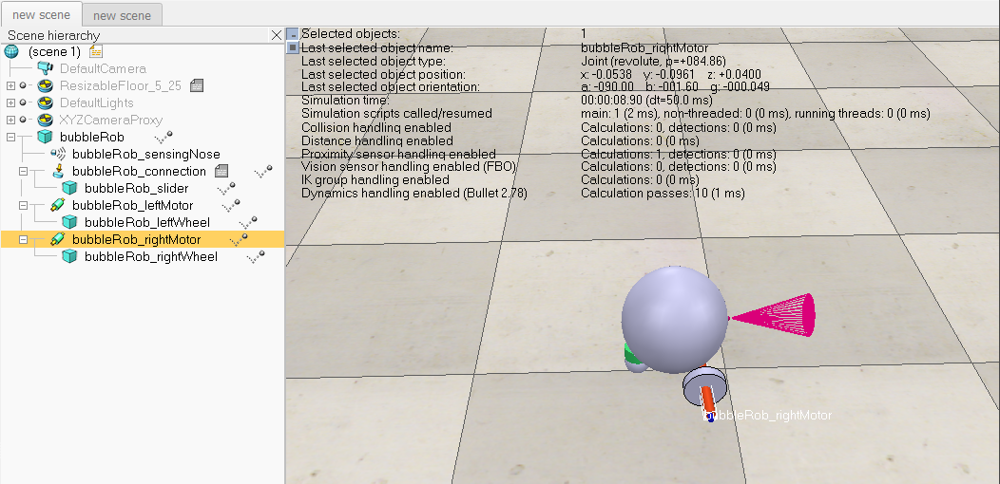 new scene
new scene
Scene hierarchy
(scene 1)
DefaultCamera
ResizableFloor_5_25
DefaultLights
XYZCameraProxy
bubbleRob
bubbleRob_sensingNose
bubbleRob_connection
bubbleRob_slider
bubbleRob_leftMotor
bubbleRob_leftWheel
bubbleRob_rightMotor
bubbleRob_rightWheel
Selected objects: 1
Last selected object name: bubbleRob_rightMotor
Last selected object type: Joint (revolute, p=+084.86)
Last selected object position: x: -0.0538 y: -0.0961 z: +0.0400
Last selected object orientation: a: -090.00 b: -001.60 g: -000.049
Simulation time: 00:00:08.90 (dt=50.0 ms)
Simulation scripts called/resumed main: 1 (2 ms), non-threaded: 0 (0 ms), running threads: 0 (0 ms)
Collision handling enabled Calculations: 0, detections: 0 (0 ms)
Distance handling enabled Calculations: 0 (0 ms)
Proximity sensor handling enabled Calculations: 1, detections: 0 (0 ms)
Vision sensor handling enabled (FBO) Calculations: 0, detections: 0 (0 ms)
IK group handling enabled Calculations: 0 (0 ms)
Dynamics handling enabled (Bullet 2.78) Calculation passes: 10 (1 ms)
bubbleRob_rightMotor